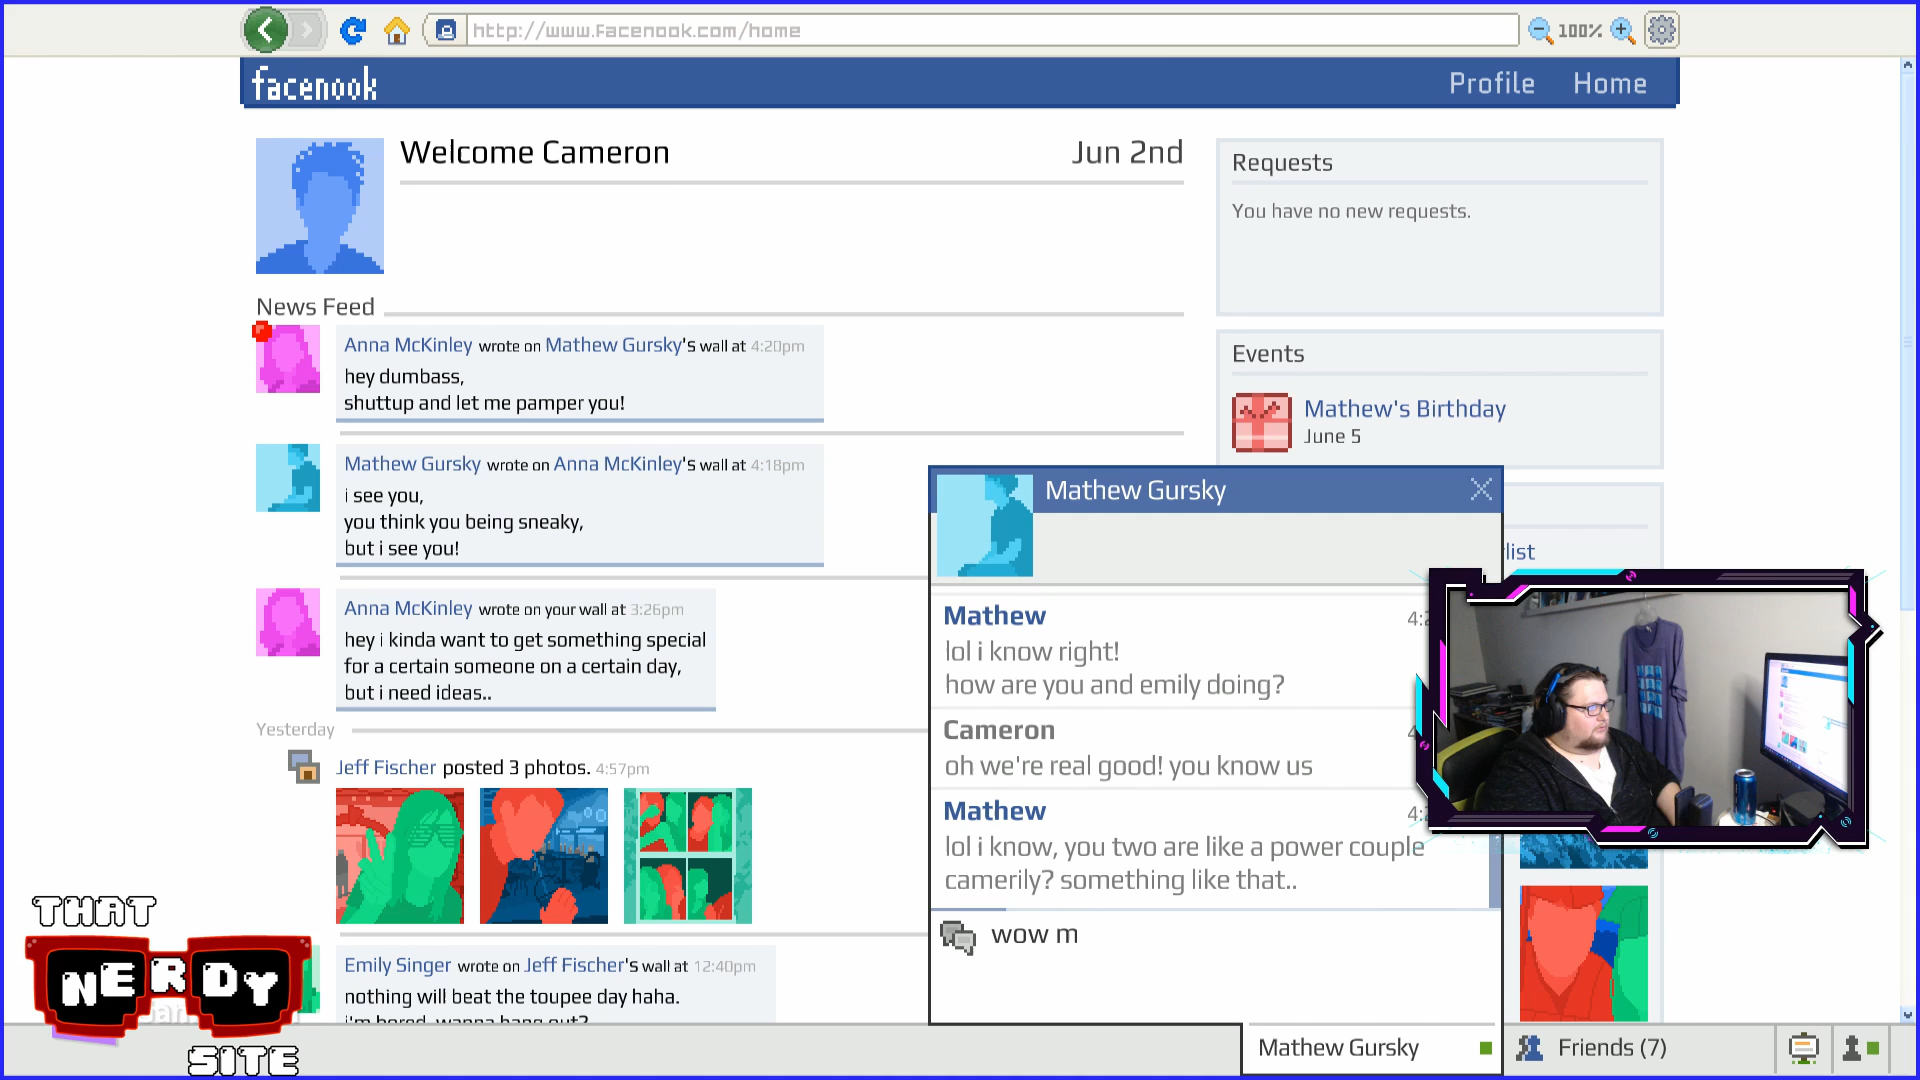 http://www.facenook.com/home
100%
facenook
Profile
Home
Welcome Cameron
Jun 2nd
Requests
You have no new requests.
News Feed
Anna McKinley wrote on Mathew Gursky's wall at 4:20pm
hey dumbass,
shuttup and let me pamper you!
Events
Mathew's Birthday
June 5
Mathew Gursky wrote on Anna McKinley's wall at 4:18pm
i see you,
you think you being sneaky,
but i see you!
Anna McKinley wrote on your wall at 3:26pm
hey i kinda want to get something special
for a certain someone on a certain day,
but i need ideas..
Yesterday
Jeff Fischer posted 3 photos. 4:57pm
Emily Singer wrote on Jeff Fischer's wall at 12:40pm
nothing will beat the toupee day haha.
i'm bored, wanna hang out?
Mathew Gursky
Mathew
lol i know right!
how are you and emily doing?
Cameron
oh we're real good! you know us
Mathew
lol i know, you two are like a power couple
camerily? something like that..
wow m
Mathew Gursky
Friends (7)
THAT
NERDY
SITE